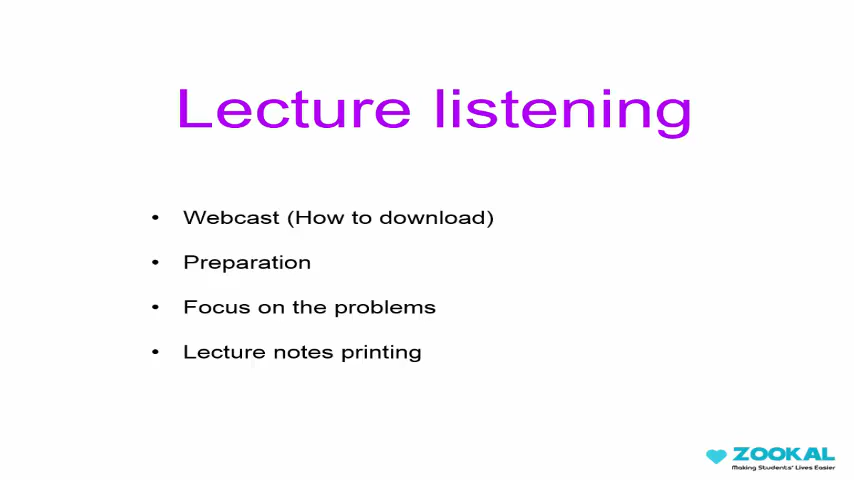 Lecture listening
• Webcast (How to download)
• Preparation
• Focus on the problems
• Lecture notes printing
ZOOKAL
Making Students' Lives Easier